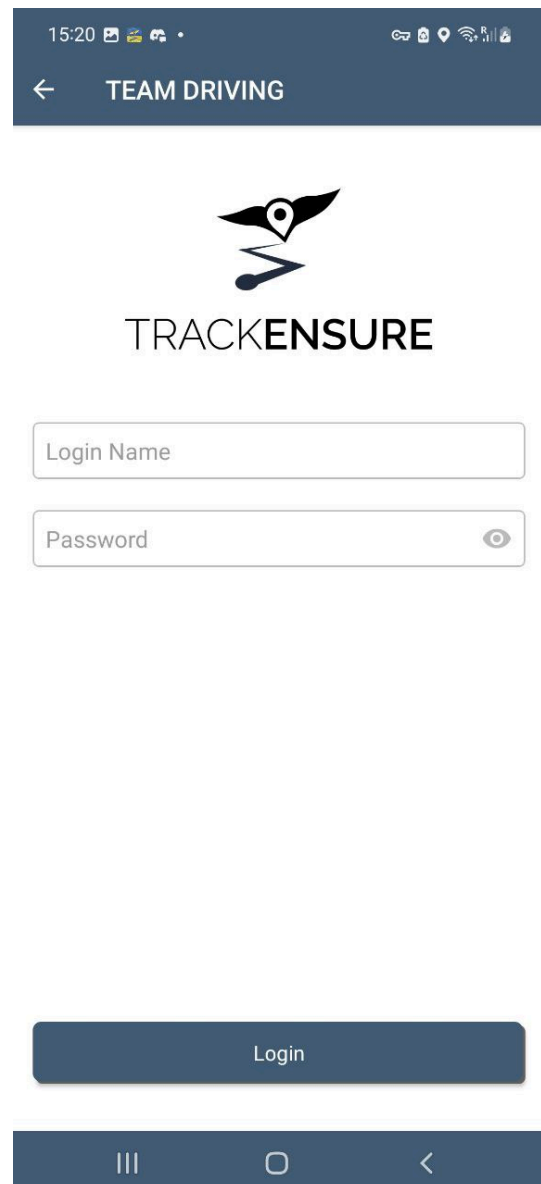 15:20
TEAM DRIVING
TRACKENSURE
Login Name
Password
Login